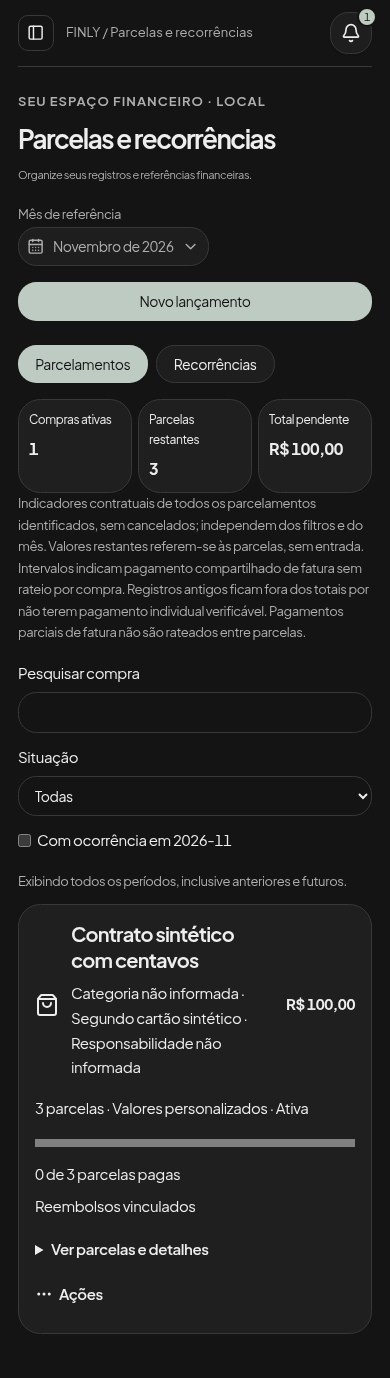 FINLY / Parcelas e recorrências
1
SEU ESPAÇO FINANCEIRO · LOCAL
Parcelas e recorrências
Organize seus registros e referências financeiras.
Mês de referência
Novembro de 2026
Novo lançamento
Parcelamentos
Recorrências
Compras ativas
1
Parcelas
restantes
3
Total pendente
R$ 100,00
Indicadores contratuais de todos os parcelamentos
identificados, sem cancelados; independem dos filtros e do
mês. Valores restantes referem-se às parcelas, sem entrada.
Intervalos indicam pagamento compartilhado de fatura sem
rateio por compra. Registros antigos ficam fora dos totais por
não terem pagamento individual verificável. Pagamentos
parciais de fatura não são rateados entre parcelas.
Pesquisar compra
Situação
Todas
Com ocorrência em 2026-11
Exibindo todos os períodos, inclusive anteriores e futuros.
Contrato sintético
com centavos
Categoria não informada ·
Segundo cartão sintético ·
Responsabilidade não
informada
R$ 100,00
3 parcelas · Valores personalizados · Ativa
0 de 3 parcelas pagas
Reembolsos vinculados
Ver parcelas e detalhes
Ações